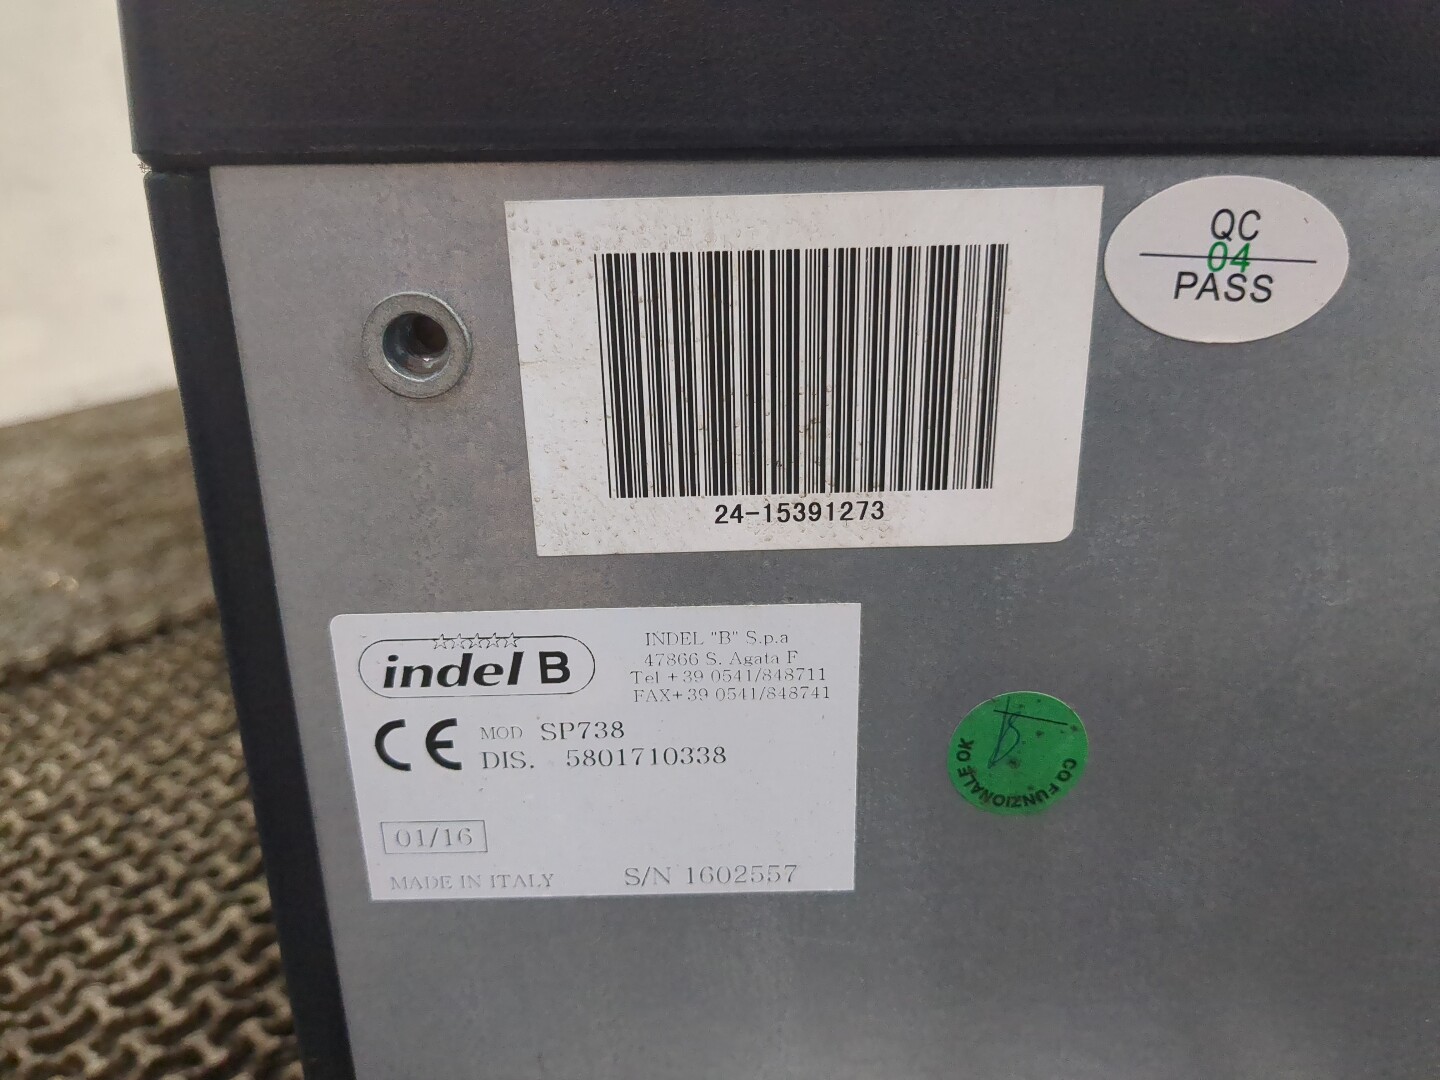 QC
04
PASS
24-15391273
indel B
INDEL "B" S.p.a
47866 S. Agata F
Tel +39 0541/848711
FAX+39 0541/848741
CE
MOD SP738
DIS. 5801710338
01/16
MADE IN ITALY
S/N 1602557
CO FUNZIONALE OK